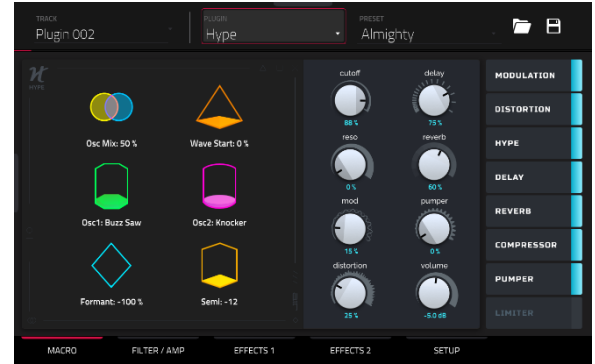 TRACK
Plugin 002
PLUGIN
Hype
PRESET
Almighty
HYPE
Osc Mix: 50 %
Wave Start: 0 %
Osc1: Buzz Saw
Osc2: Knocker
Formant: -100 %
Semi: -12
cutoff
delay
88 %
75 %
reso
reverb
0 %
60 %
mod
pumper
15 %
0 %
distortion
volume
25 %
-5.0 dB
MODULATION
DISTORTION
HYPE
DELAY
REVERB
COMPRESSOR
PUMPER
LIMITER
MACRO
FILTER / AMP
EFFECTS 1
EFFECTS 2
SETUP